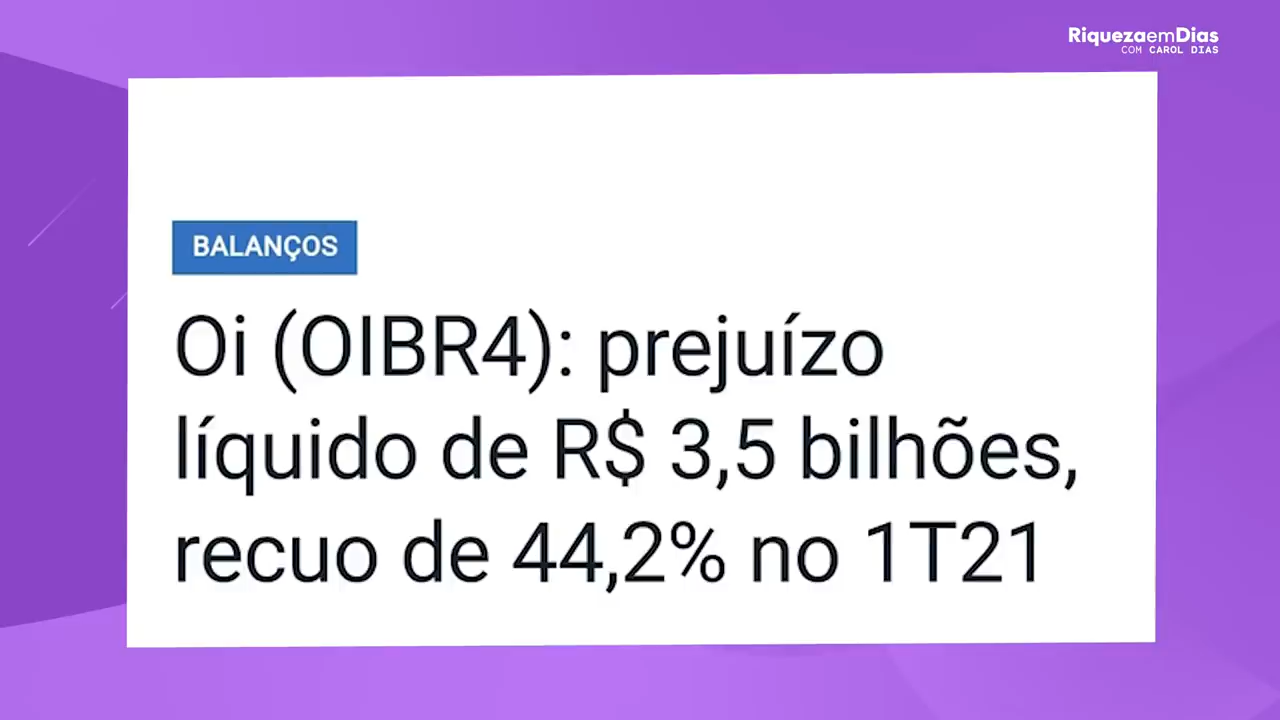 RiquezaemDias
COM CAROL DIAS
BALANÇOS
Oi (OIBR4): prejuízo
líquido de R$ 3,5 bilhões,
recuo de 44,2% no 1T21